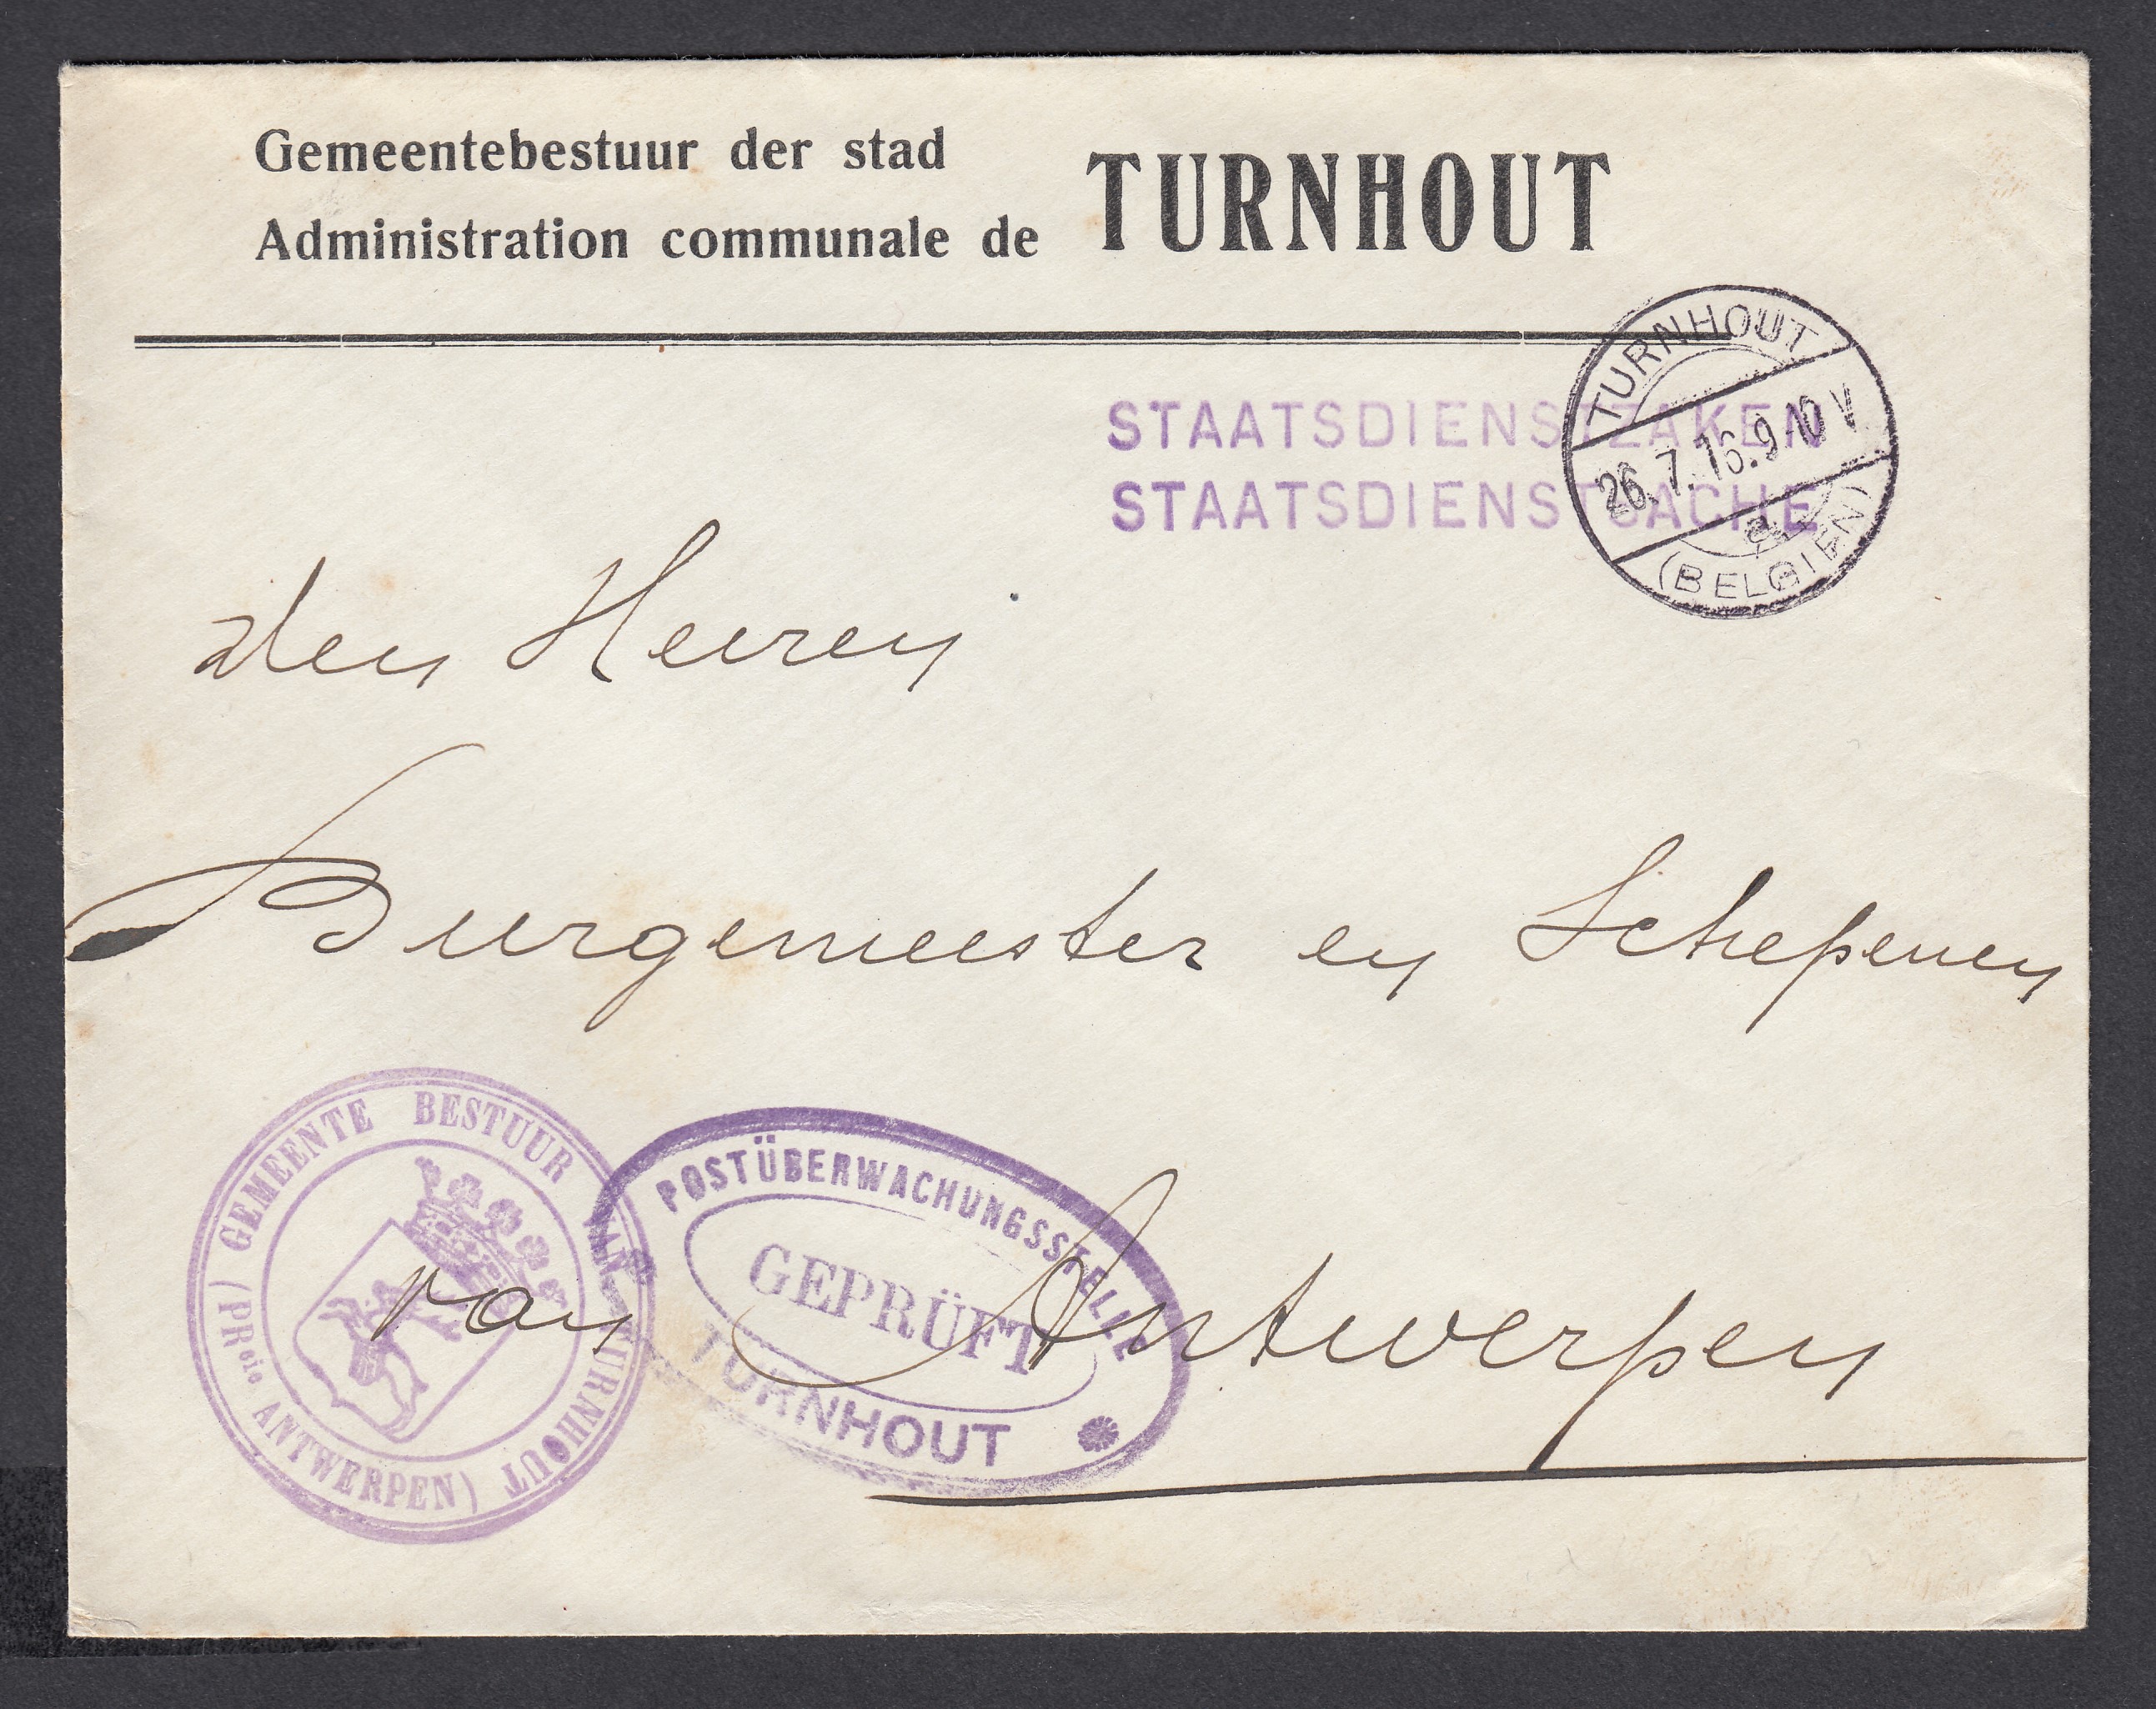 Gemeentebestuur der stad
Administration communale de
TURNHOUT
STAATSDIENSTZAKEN
STAATSDIENSTSACHE
TURNHOUT
26.7.16.9-10 V
a
(BELGIEN)
den Heeren
Burgemeester en Schepenen
van Antwerpen
GEMEENTE BESTUUR VAN TURNHOUT
(PRcie ANTWERPEN)
POSTÜBERWACHUNGSSTELLE
GEPRÜFT
TURNHOUT